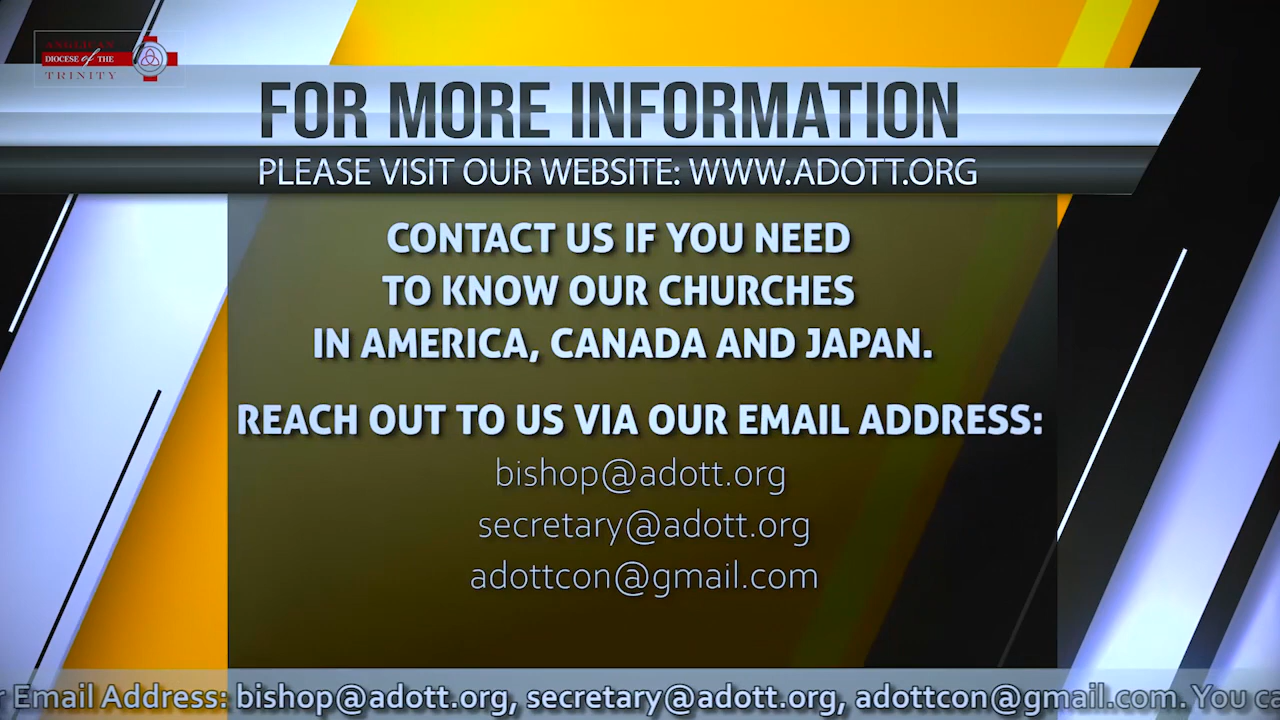 ANGLICAN
DIOCESE of THE
TRINITY
FOR MORE INFORMATION
PLEASE VISIT OUR WEBSITE: WWW.ADOTT.ORG
CONTACT US IF YOU NEED
TO KNOW OUR CHURCHES
IN AMERICA, CANADA AND JAPAN.
REACH OUT TO US VIA OUR EMAIL ADDRESS:
bishop@adott.org
secretary@adott.org
adottcon@gmail.com
Email Address: bishop@adott.org, secretary@adott.org, adottcon@gmail.com. You